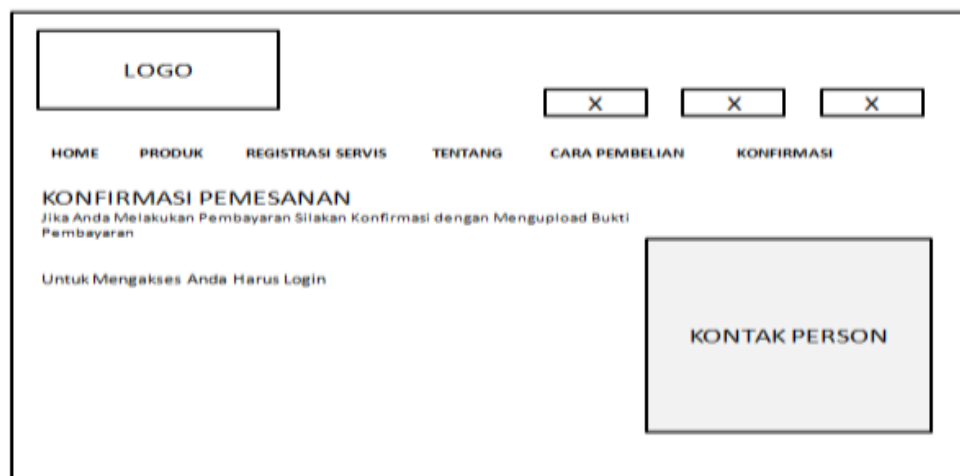 LOGO
X X X
HOME PRODUK REGISTRASI SERVIS TENTANG CARA PEMBELIAN KONFIRMASI
KONFIRMASI PEMESANAN
Jika Anda Melakukan Pembayaran Silakan Konfirmasi dengan Mengupload Bukti
Pembayaran
Untuk Mengakses Anda Harus Login
KONTAK PERSON